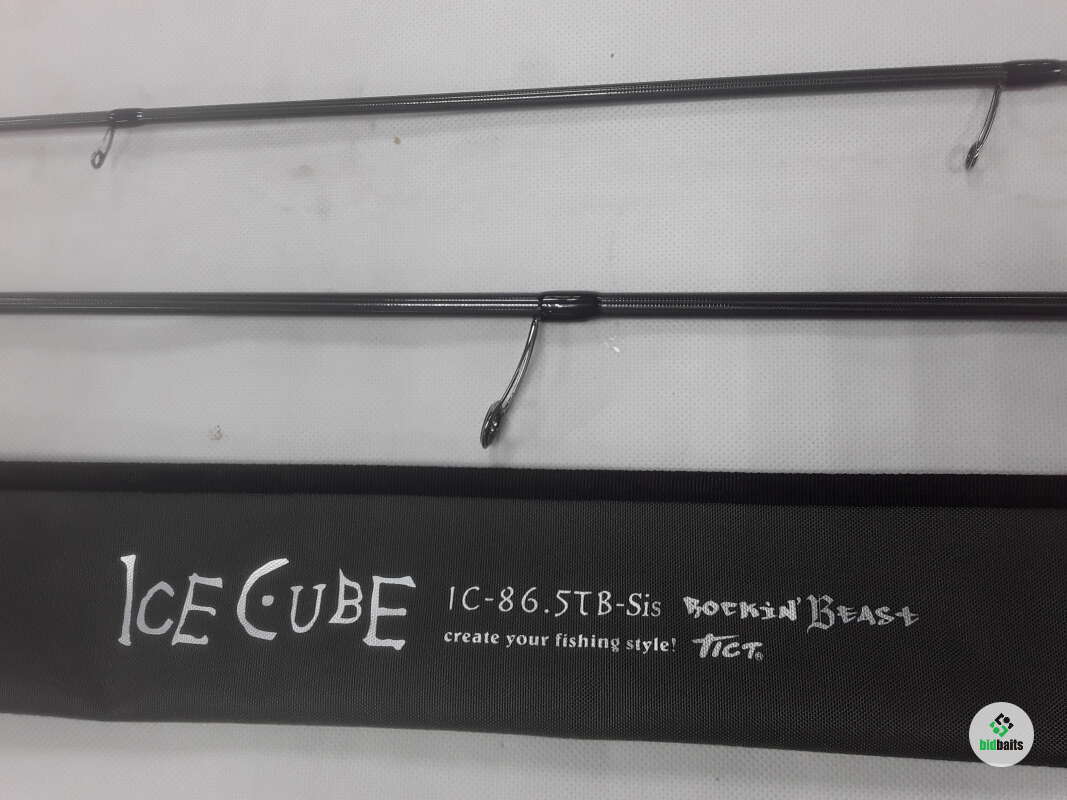 ICE CUBE IC-86.5TB-Sis ROCKIN' BEAST
create your fishing style! TICT®
bidbaits